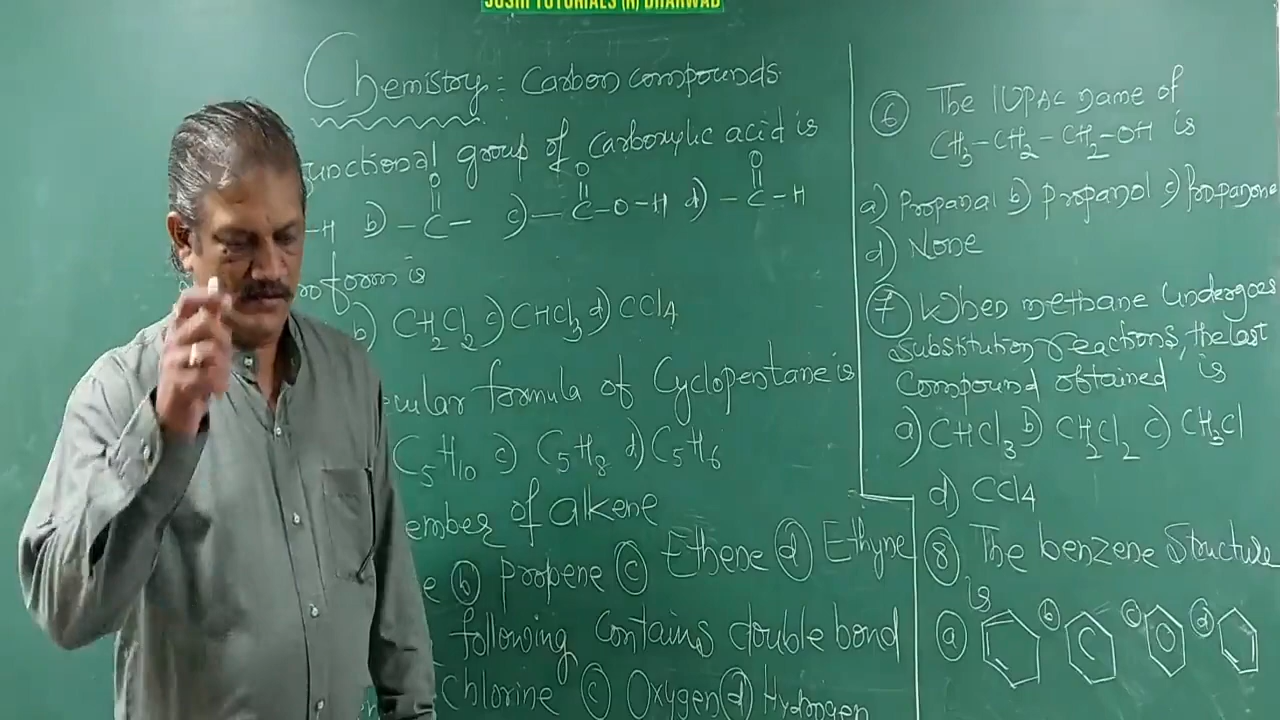 JOSHI TUTORIALS (N) DHARWAD
Chemistry: Carbon compounds
functional group of carboxylic acid is
-H b) -C(=O)- c) -C(=O)-O-H d) -C(=O)-H
roform is
b) CH2Cl2 c) CHCl3 d) CCl4
cular formula of Cyclopentane is
C5H10 c) C5H8 d) C5H6
ember of alkene
e b propene c Ethene d Ethyne
following contains double bond
chlorine c Oxygen d Hydrogen
6 The IUPAC name of
CH3-CH2-CH2-OH is
a) Propanal b) propanol c) Propanone
d) None
7 When methane undergoes
substitution reactions, the last
compound obtained is
a) CHCl3 b) CH2Cl2 c) CH3Cl
d) CCl4
8 The benzene structure
is
a b c d